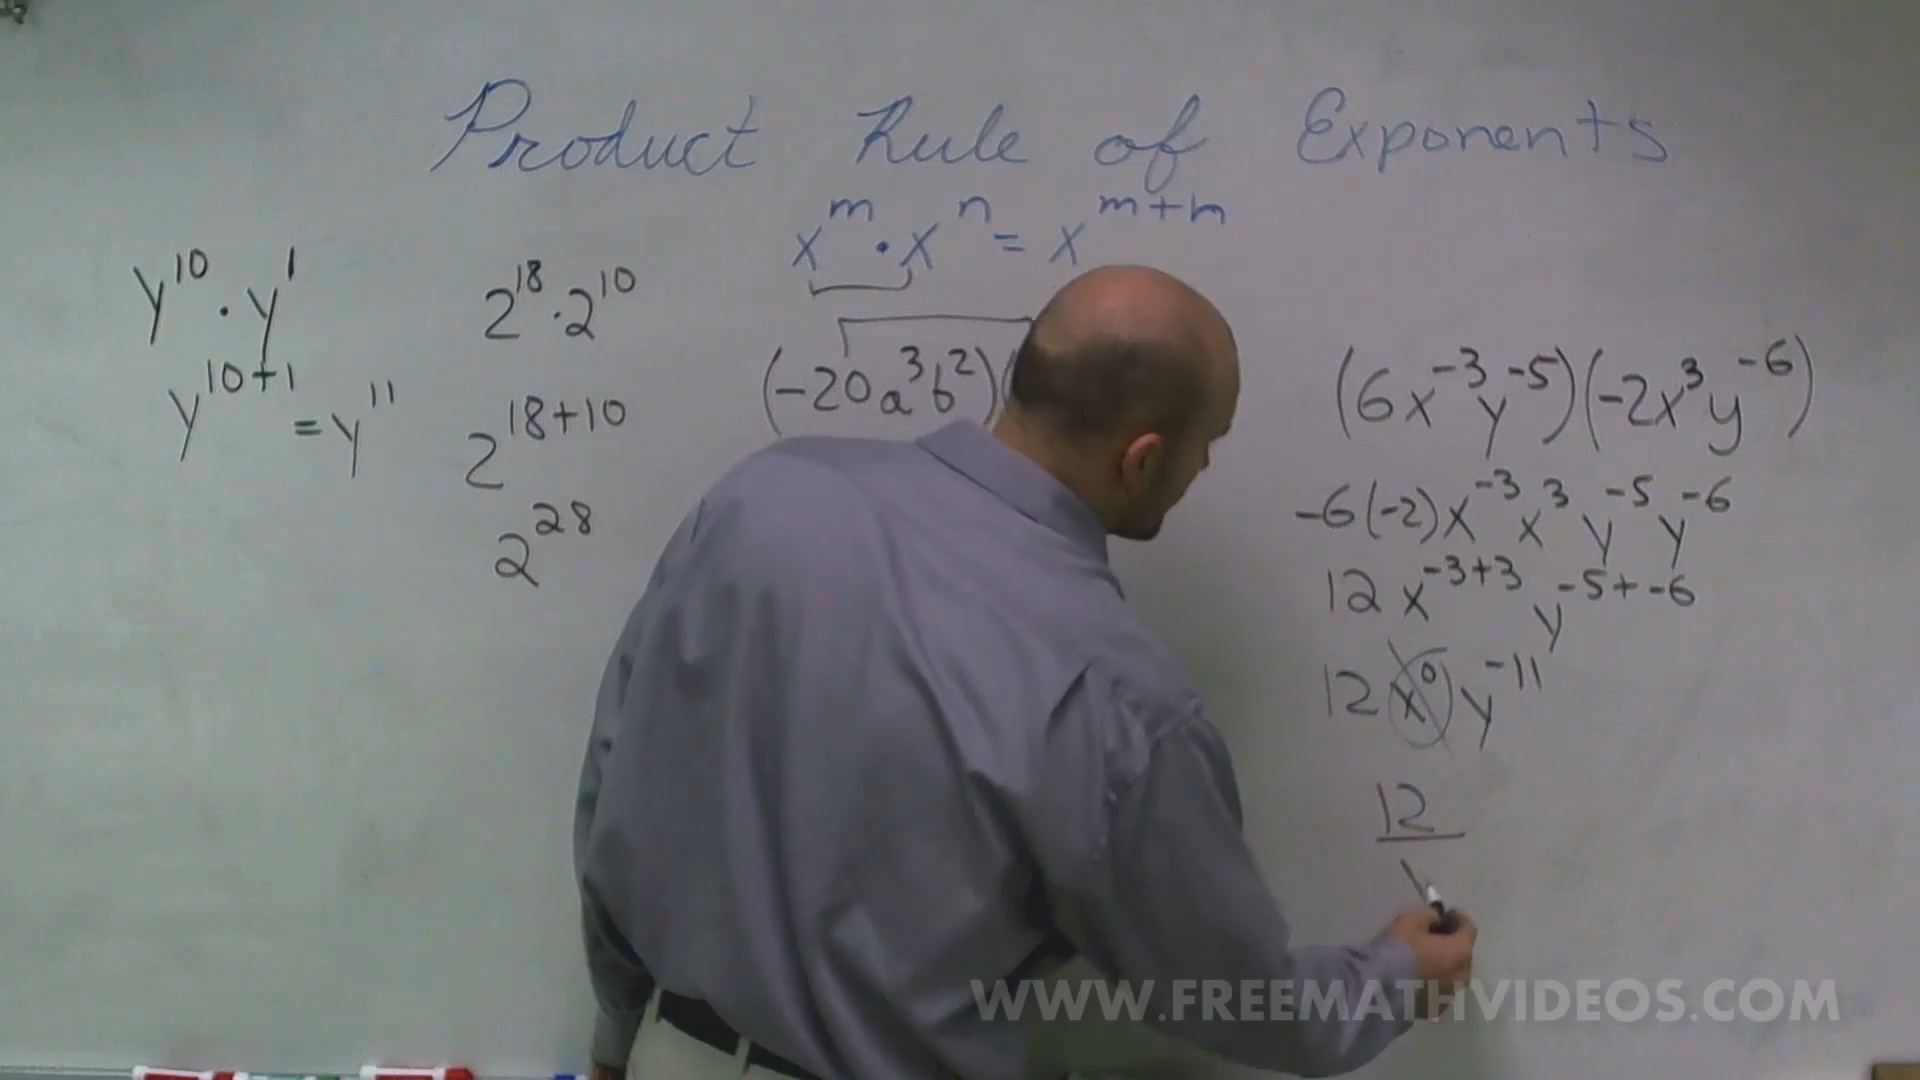 Product Rule of Exponents
x^m · x^n = x^(m+n)
y^10 · y^1
y^(10+1) = y^11
2^18 · 2^10
2^(18+10)
2^28
(-20a^3b^2)(
(6x^-3y^-5)(-2x^3y^-6)
-6(-2)x^-3 x^3 y^-5 y^-6
12 x^(-3+3) y^(-5+-6)
12 x^0 y^-11
12
WWW.FREEMATHVIDEOS.COM